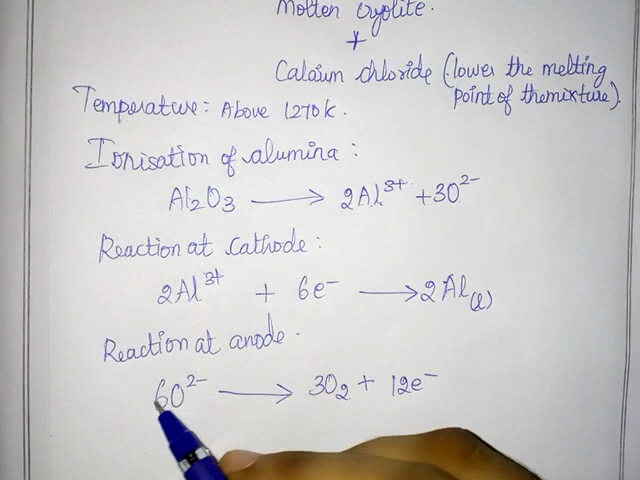 Molten cryolite.
+
Calcium chloride (lower the melting
point of the mixture).
Temperature: Above 1270k.
Ionisation of alumina:
Al₂O₃ ⟶ 2Al³⁺ + 3O²⁻
Reaction at cathode:
2Al³⁺ + 6e⁻ ⟶ 2Al(l)
Reaction at anode.
6O²⁻ ⟶ 3O₂ + 12e⁻